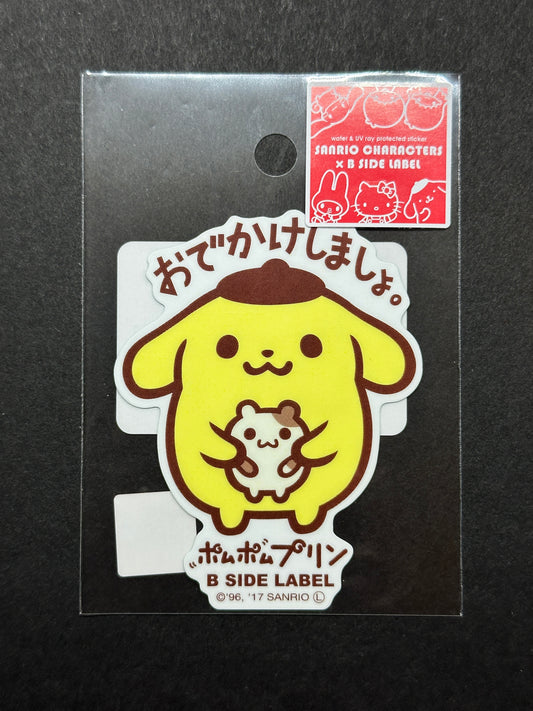 water & UV ray protected sticker
SANRIO CHARACTERS
x B SIDE LABEL
おでかけしましょ。
ポムポムプリン
B SIDE LABEL
©'96, '17 SANRIO Ⓛ